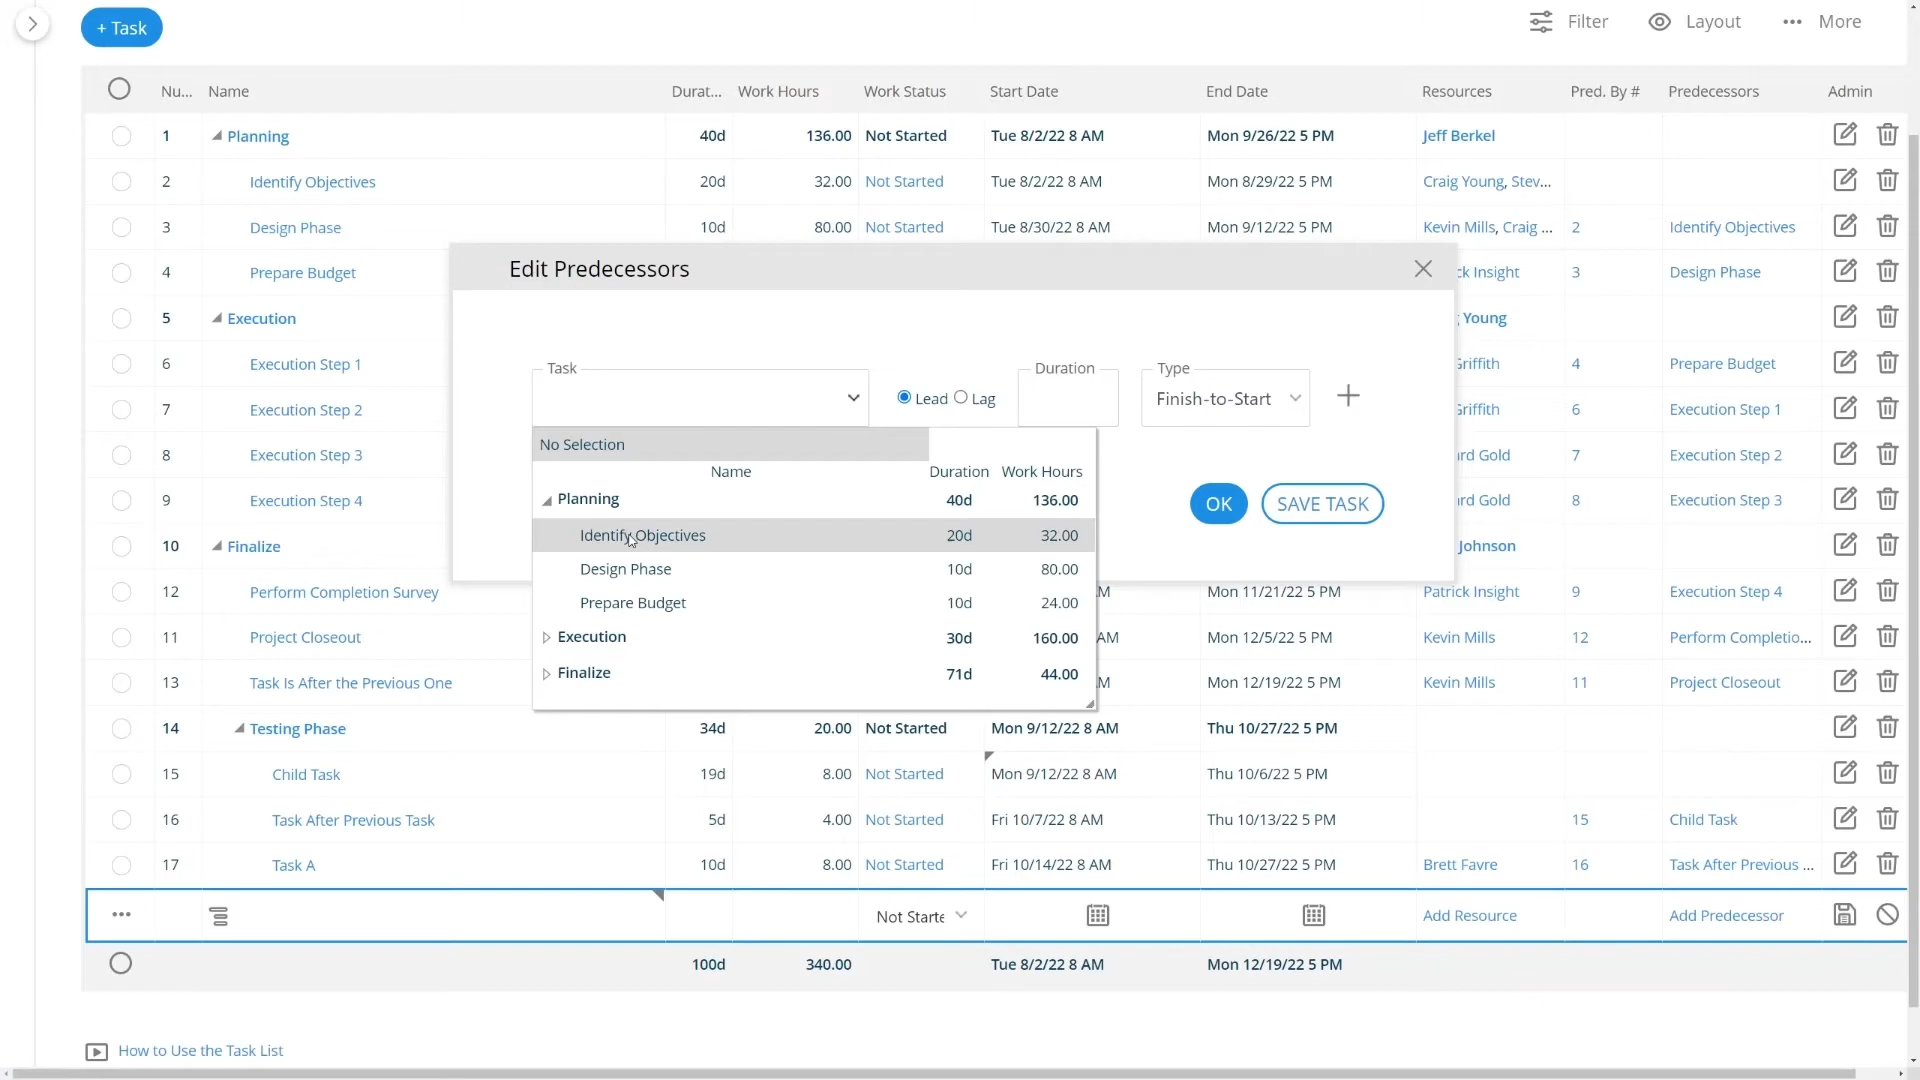 + Task
Filter Layout ••• More
Nu... Name Durat... Work Hours Work Status Start Date End Date Resources Pred. By # Predecessors Admin
1 Planning 40d 136.00 Not Started Tue 8/2/22 8 AM Mon 9/26/22 5 PM Jeff Berkel
2 Identify Objectives 20d 32.00 Not Started Tue 8/2/22 8 AM Mon 8/29/22 5 PM Craig Young, Stev...
3 Design Phase 10d 80.00 Not Started Tue 8/30/22 8 AM Mon 9/12/22 5 PM Kevin Mills, Craig ... 2 Identify Objectives
4 Prepare Budget ck Insight 3 Design Phase
5 Execution Young
6 Execution Step 1 Griffith 4 Prepare Budget
7 Execution Step 2 Griffith 6 Execution Step 1
8 Execution Step 3 rd Gold 7 Execution Step 2
9 Execution Step 4 rd Gold 8 Execution Step 3
10 Finalize Johnson
Edit Predecessors
Task Duration Type
Lead Lag Finish-to-Start
No Selection
Name Duration Work Hours
Planning 40d 136.00
OK SAVE TASK
Identify Objectives 20d 32.00
Design Phase 10d 80.00
Prepare Budget 10d 24.00
Execution 30d 160.00
Finalize 71d 44.00
12 Perform Completion Survey M Mon 11/21/22 5 PM Patrick Insight 9 Execution Step 4
11 Project Closeout AM Mon 12/5/22 5 PM Kevin Mills 12 Perform Completio...
13 Task Is After the Previous One M Mon 12/19/22 5 PM Kevin Mills 11 Project Closeout
14 Testing Phase 34d 20.00 Not Started Mon 9/12/22 8 AM Thu 10/27/22 5 PM
15 Child Task 19d 8.00 Not Started Mon 9/12/22 8 AM Thu 10/6/22 5 PM
16 Task After Previous Task 5d 4.00 Not Started Fri 10/7/22 8 AM Thu 10/13/22 5 PM 15 Child Task
17 Task A 10d 8.00 Not Started Fri 10/14/22 8 AM Thu 10/27/22 5 PM Brett Favre 16 Task After Previous ...
••• Not Starte Add Resource Add Predecessor
100d 340.00 Tue 8/2/22 8 AM Mon 12/19/22 5 PM
How to Use the Task List